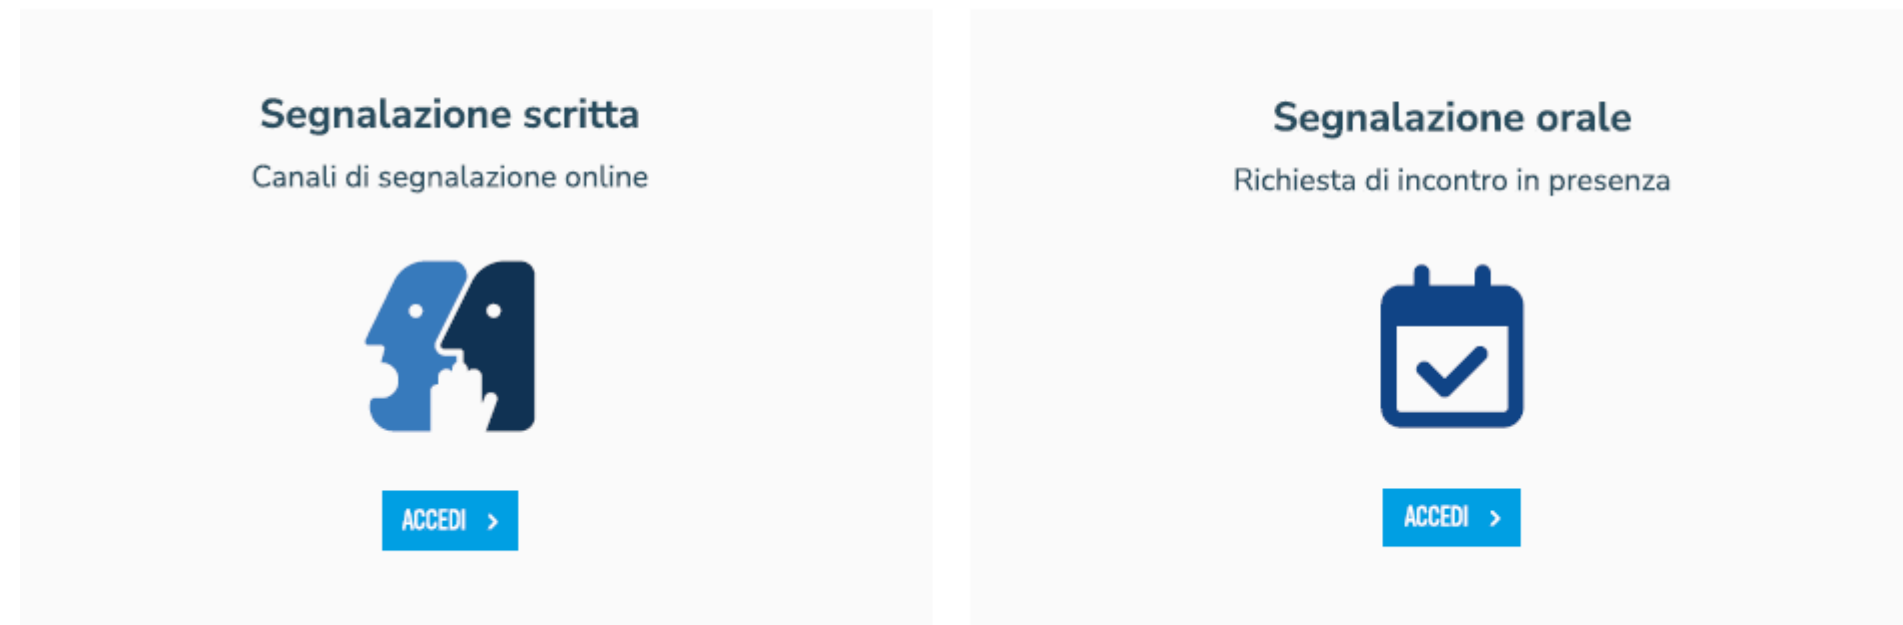 Segnalazione scritta
Canali di segnalazione online
ACCEDI
Segnalazione orale
Richiesta di incontro in presenza
ACCEDI